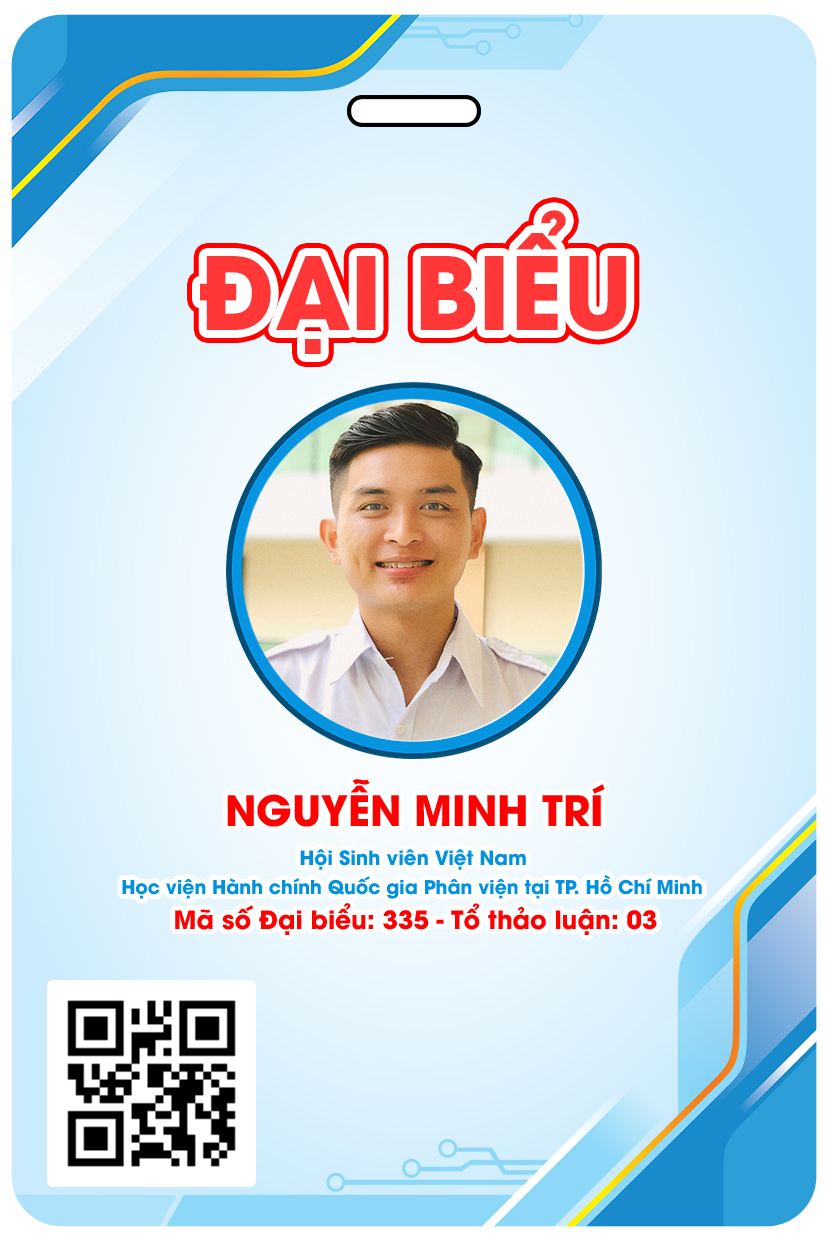 ĐẠI BIỂU
NGUYỄN MINH TRÍ
Hội Sinh viên Việt Nam
Học viện Hành chính Quốc gia Phân viện tại TP. Hồ Chí Minh
Mã số Đại biểu: 335 - Tổ thảo luận: 03